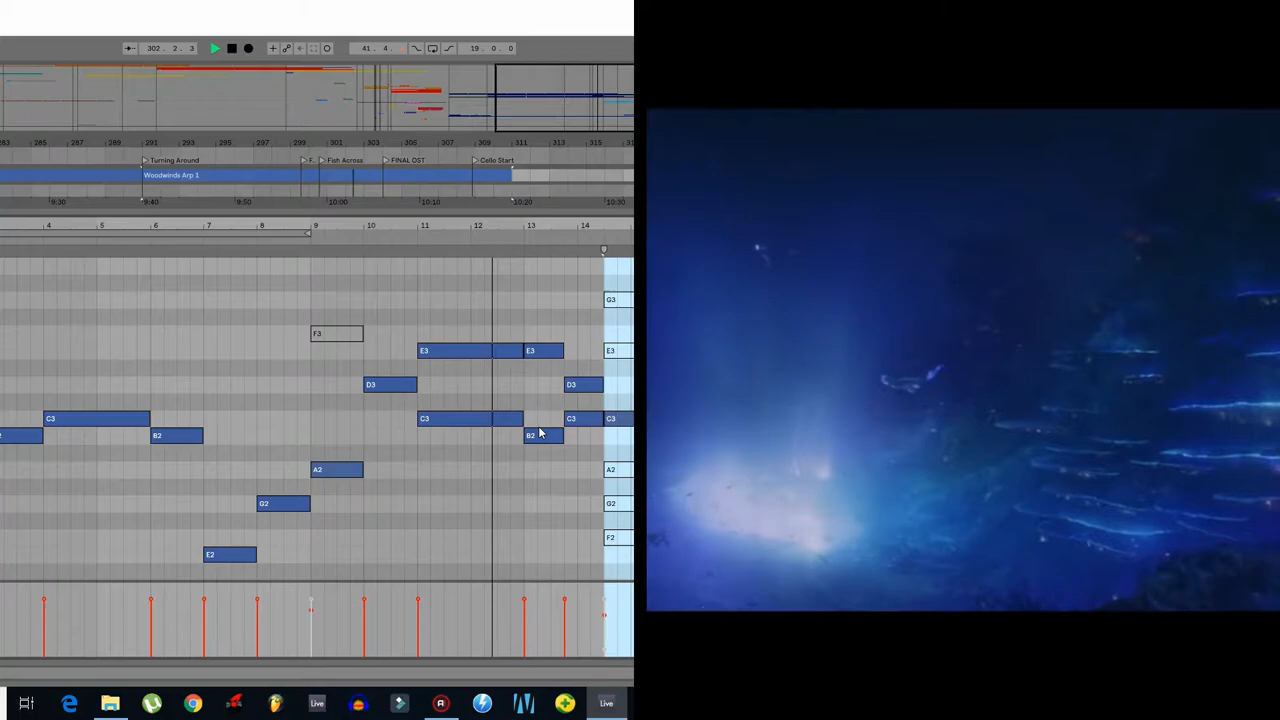 302 . 2 . 3
41 . 4 .
19 . 0 . 0
283 285 287 289 291 293 295 297 299 301 303 305 307 309 311 313 315
Turning Around F. Fish Across FINAL OST Cello Start
Woodwinds Arp 1
9:30 9:40 9:50 10:00 10:10 10:20 10:30
4 5 6 7 8 9 10 11 12 13 14
G3
F3
E3 E3 E3
D3 D3
C3 C3 C3 C3
B2 B2
A2 A2
G2 G2
F2
E2
Live Live